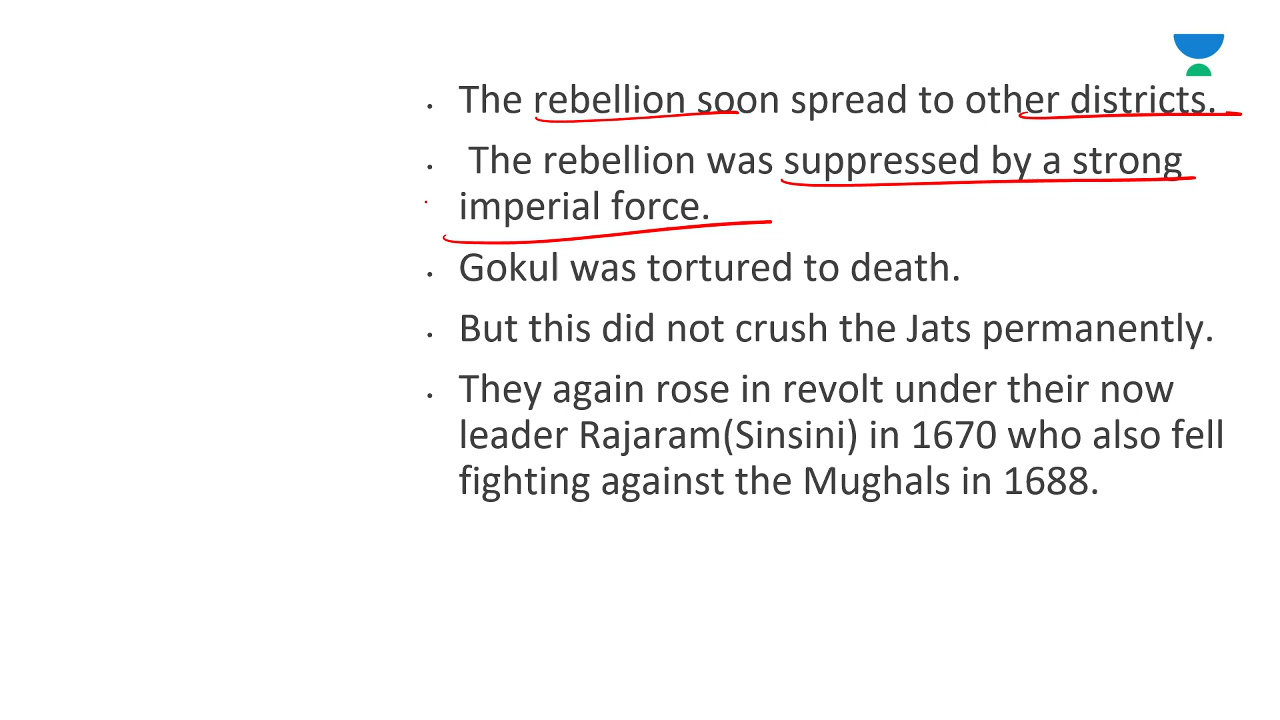 · The rebellion soon spread to other districts.
· The rebellion was suppressed by a strong
imperial force.
· Gokul was tortured to death.
· But this did not crush the Jats permanently.
· They again rose in revolt under their now
leader Rajaram(Sinsini) in 1670 who also fell
fighting against the Mughals in 1688.